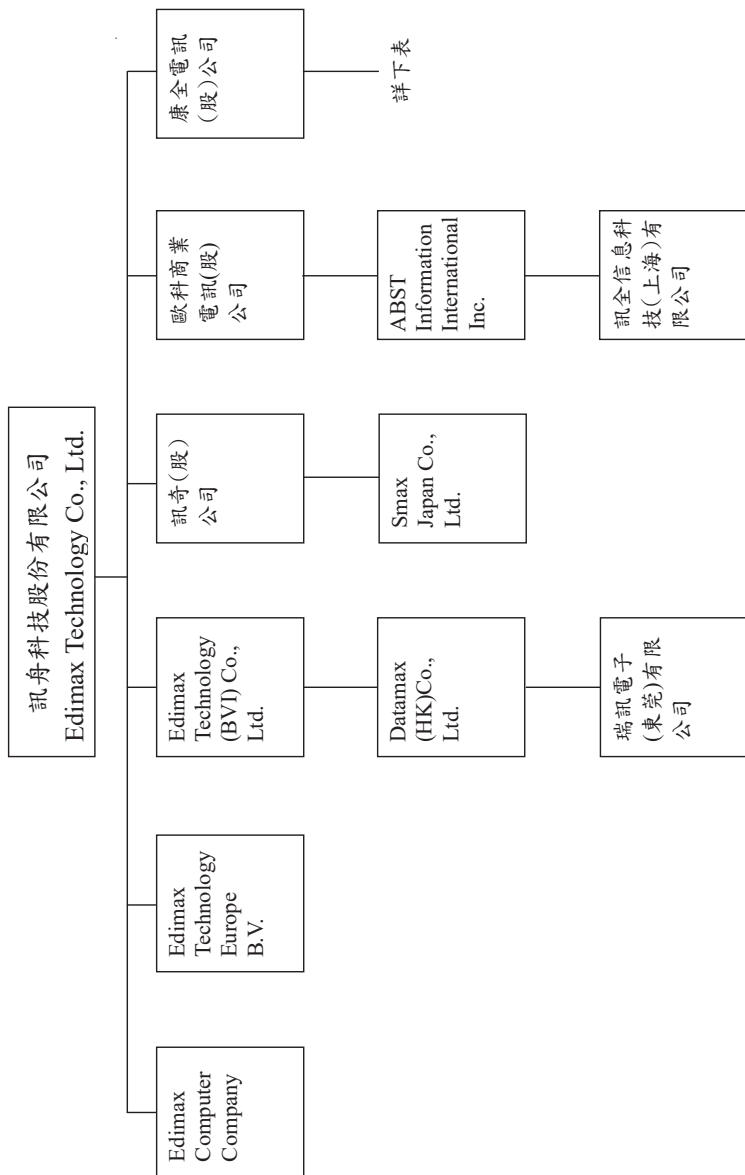 訊舟科技股份有限公司
Edimax Technology Co., Ltd.
Edimax
Computer
Company
Edimax
Technology
Europe
B.V.
Edimax
Technology
(BVI) Co.,
Ltd.
訊奇(股)
公司
歐科商業
電訊(股)
公司
康全電訊
(股)公司
Datamax
(HK)Co.,
Ltd.
Smax
Japan Co.,
Ltd.
ABST
Information
International
Inc.
詳下表
瑞訊電子
(東莞)有限
公司
訊全信息科
技(上海)有
限公司